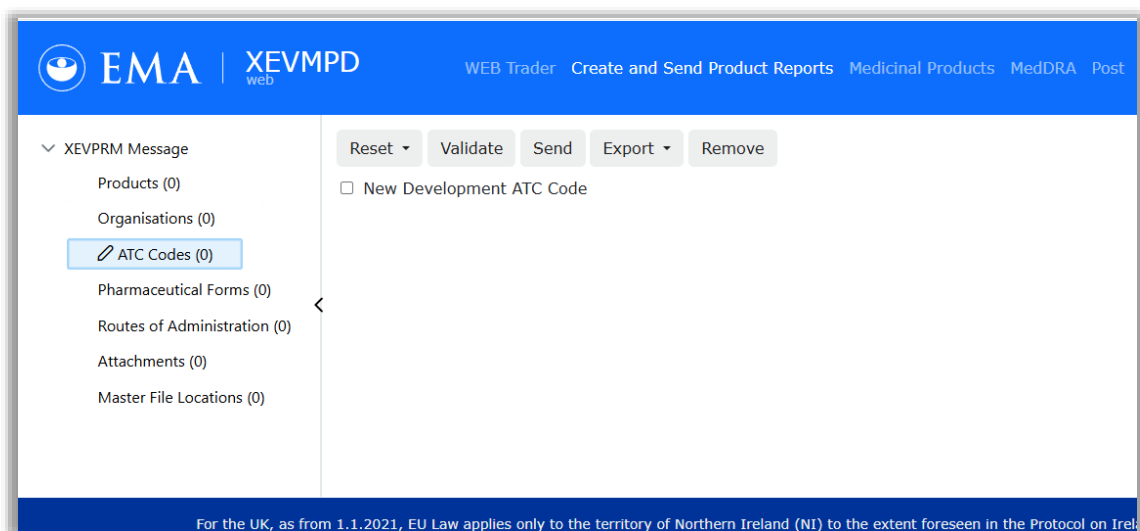 EMA | XEVMPD
web
WEB Trader Create and Send Product Reports Medicinal Products MedDRA Post
XEVPRM Message
Products (0)
Organisations (0)
ATC Codes (0)
Pharmaceutical Forms (0)
Routes of Administration (0)
Attachments (0)
Master File Locations (0)
Reset Validate Send Export Remove
New Development ATC Code
For the UK, as from 1.1.2021, EU Law applies only to the territory of Northern Ireland (NI) to the extent foreseen in the Protocol on